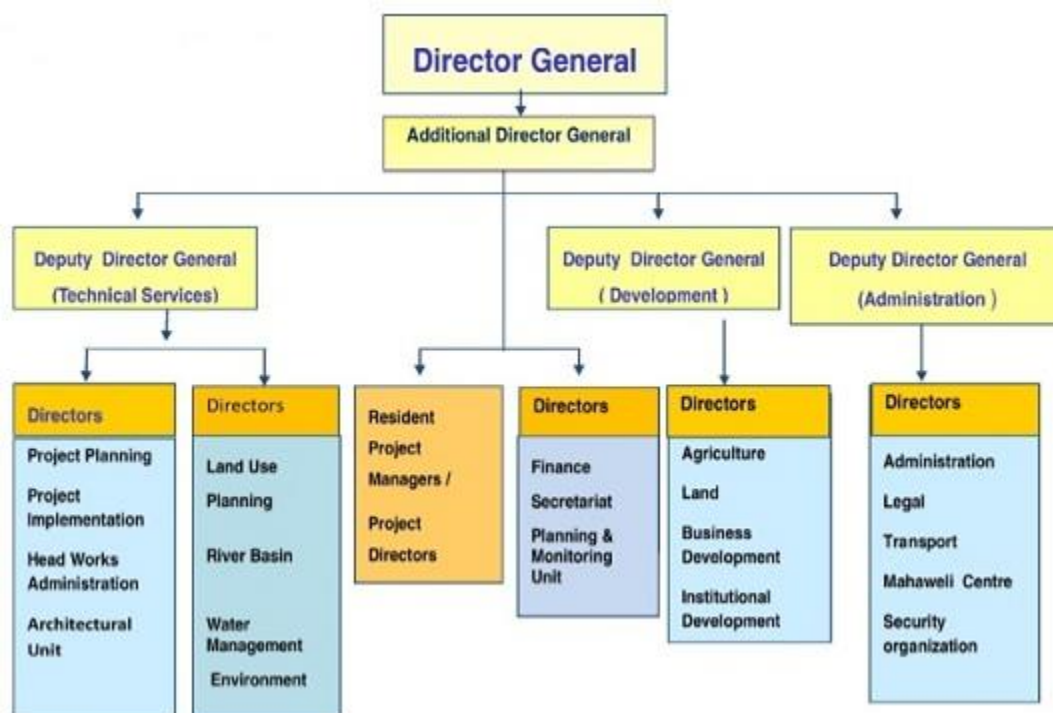 Director General
Additional Director General
Deputy Director General
(Technical Services)
Deputy Director General
( Development )
Deputy Director General
(Administration )
Directors
Project Planning
Project
Implementation
Head Works
Administration
Architectural
Unit
Directors
Land Use
Planning
River Basin
Water
Management
Environment
Resident
Project
Managers /
Project
Directors
Directors
Finance
Secretariat
Planning &
Monitoring
Unit
Directors
Agriculture
Land
Business
Development
Institutional
Development
Directors
Administration
Legal
Transport
Mahaweli Centre
Security
organization